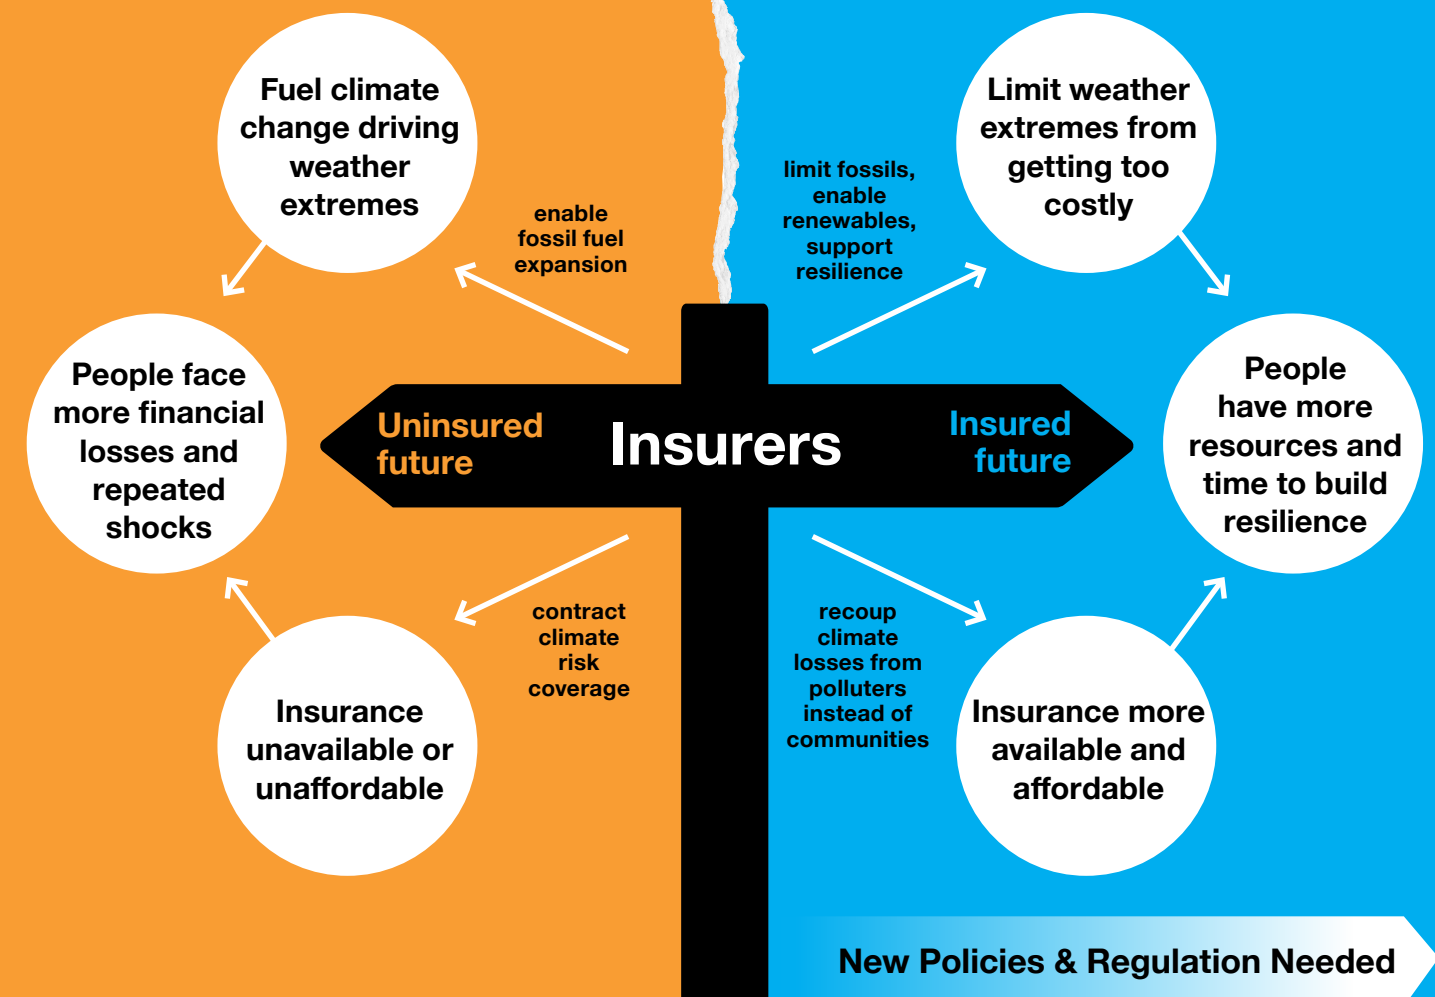 Fuel climate
change driving
weather
extremes
enable
fossil fuel
expansion
People face
more financial
losses and
repeated
shocks
contract
climate
risk
coverage
Insurance
unavailable or
unaffordable
Uninsured
future
Insurers
Insured
future
limit fossils,
enable
renewables,
support
resilience
Limit weather
extremes from
getting too
costly
People
have more
resources and
time to build
resilience
recoup
climate
losses from
polluters
instead of
communities
Insurance more
available and
affordable
New Policies & Regulation Needed